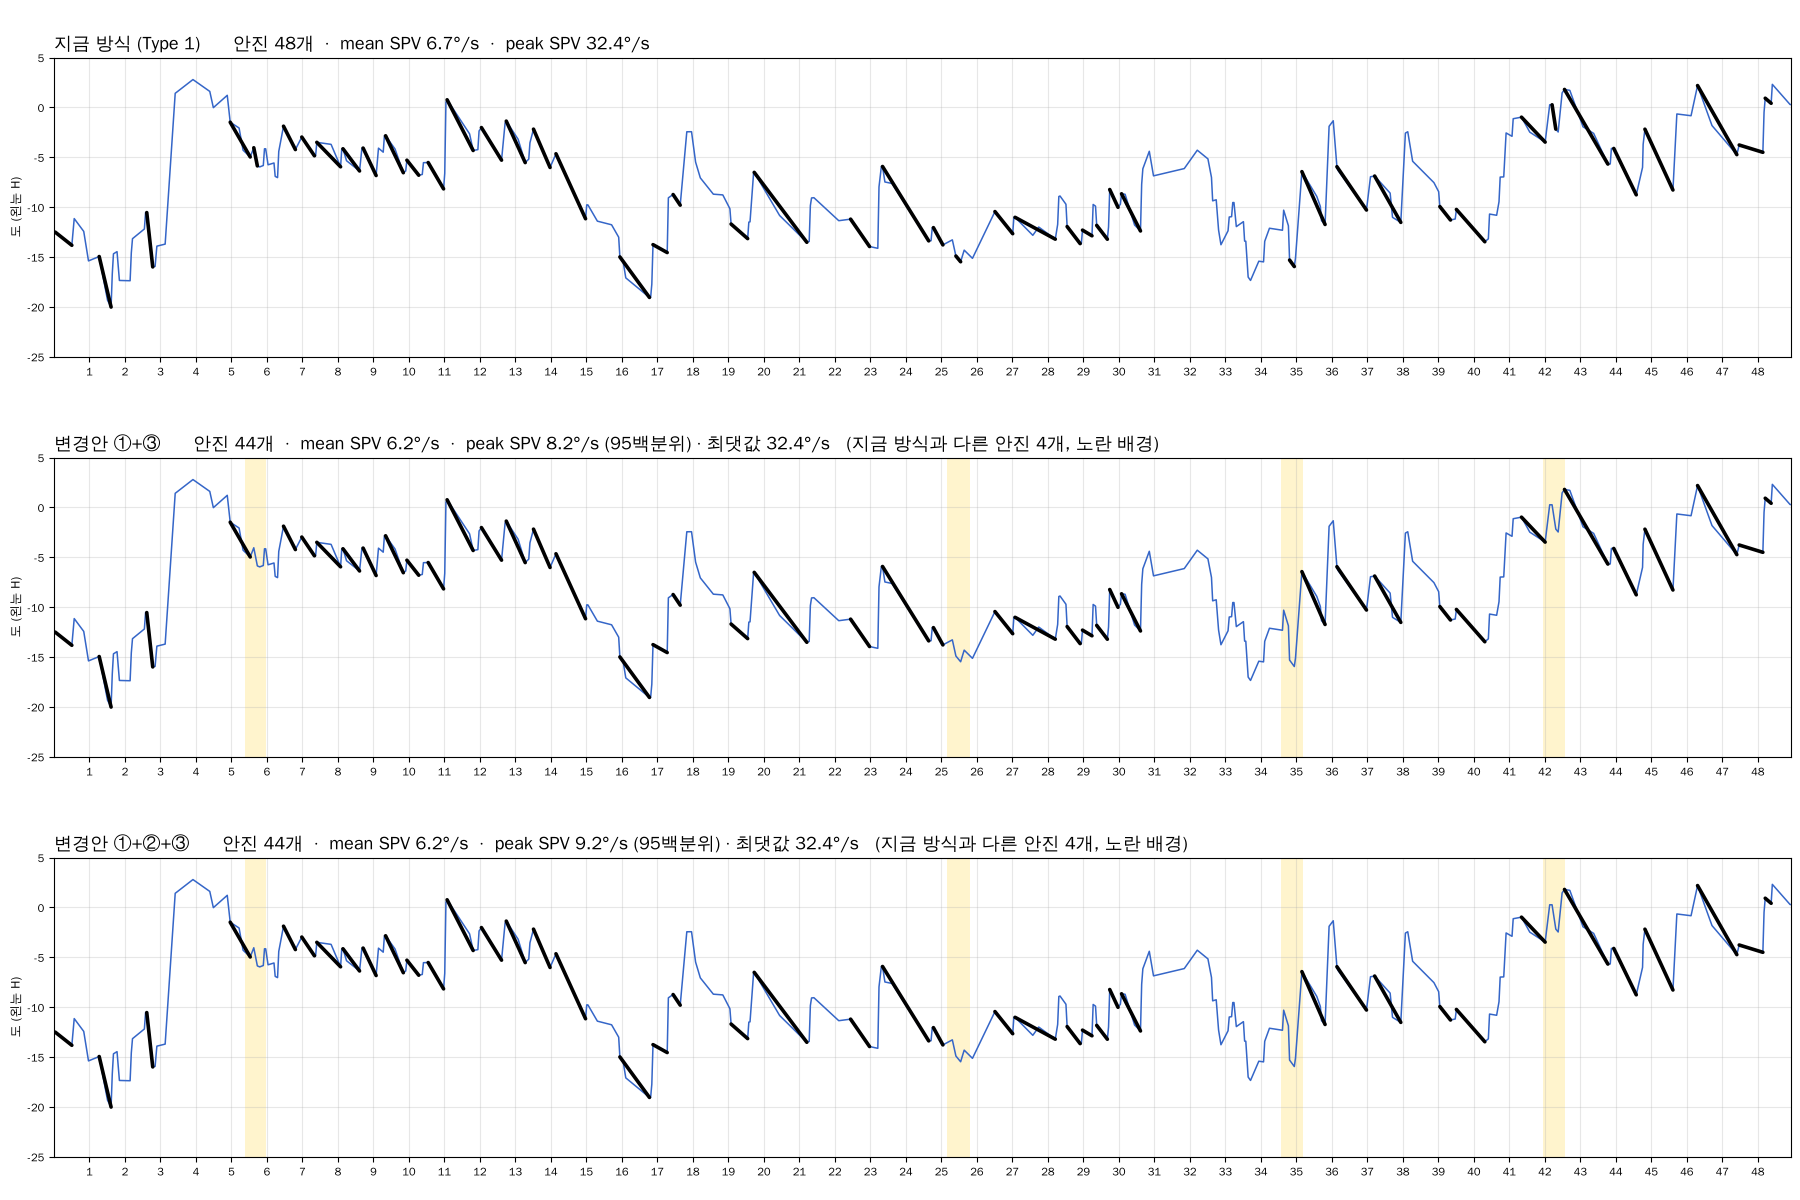 지금 방식 (Type 1) 안진 48개 · mean SPV 6.7°/s · peak SPV 32.4°/s
5
0
-5
-10
-15
-20
-25
도 (왼눈 H)
1 2 3 4 5 6 7 8 9 10 11 12 13 14 15 16 17 18 19 20 21 22 23 24 25 26 27 28 29 30 31 32 33 34 35 36 37 38 39 40 41 42 43 44 45 46 47 48
변경안 ①+③ 안진 44개 · mean SPV 6.2°/s · peak SPV 8.2°/s (95백분위) · 최댓값 32.4°/s (지금 방식과 다른 안진 4개, 노란 배경)
5
0
-5
-10
-15
-20
-25
도 (왼눈 H)
1 2 3 4 5 6 7 8 9 10 11 12 13 14 15 16 17 18 19 20 21 22 23 24 25 26 27 28 29 30 31 32 33 34 35 36 37 38 39 40 41 42 43 44 45 46 47 48
변경안 ①+②+③ 안진 44개 · mean SPV 6.2°/s · peak SPV 9.2°/s (95백분위) · 최댓값 32.4°/s (지금 방식과 다른 안진 4개, 노란 배경)
5
0
-5
-10
-15
-20
-25
도 (왼눈 H)
1 2 3 4 5 6 7 8 9 10 11 12 13 14 15 16 17 18 19 20 21 22 23 24 25 26 27 28 29 30 31 32 33 34 35 36 37 38 39 40 41 42 43 44 45 46 47 48